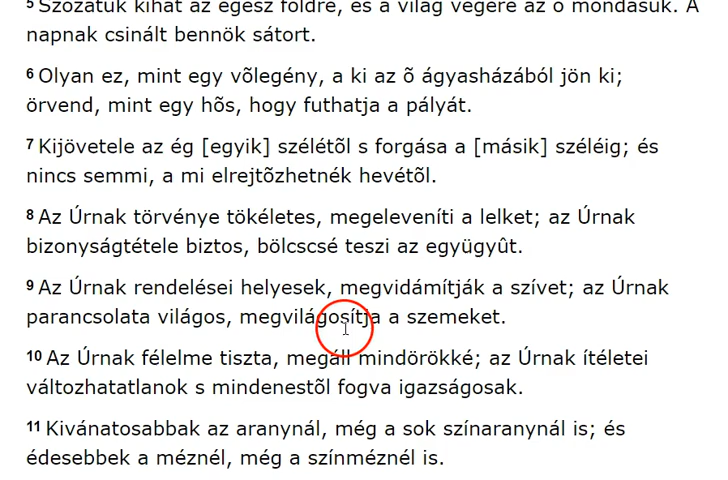 5 Szózatuk kihat az egész földre, és a világ végére az õ mondásuk. A
napnak csinált bennök sátort.
6 Olyan ez, mint egy võlegény, a ki az õ ágyasházából jön ki;
örvend, mint egy hõs, hogy futhatja a pályát.
7 Kijövetele az ég [egyik] szélétõl s forgása a [másik] széléig; és
nincs semmi, a mi elrejtõzhetnék hevétõl.
8 Az Úrnak törvénye tökéletes, megeleveníti a lelket; az Úrnak
bizonyságtétele biztos, bölcscsé teszi az együgyût.
9 Az Úrnak rendelései helyesek, megvidámítják a szívet; az Úrnak
parancsolata világos, megvilágosítja a szemeket.
10 Az Úrnak félelme tiszta, megáll mindörökké; az Úrnak ítéletei
változhatatlanok s mindenestõl fogva igazságosak.
11 Kivánatosabbak az aranynál, még a sok színaranynál is; és
édesebbek a méznél, még a színméznél is.